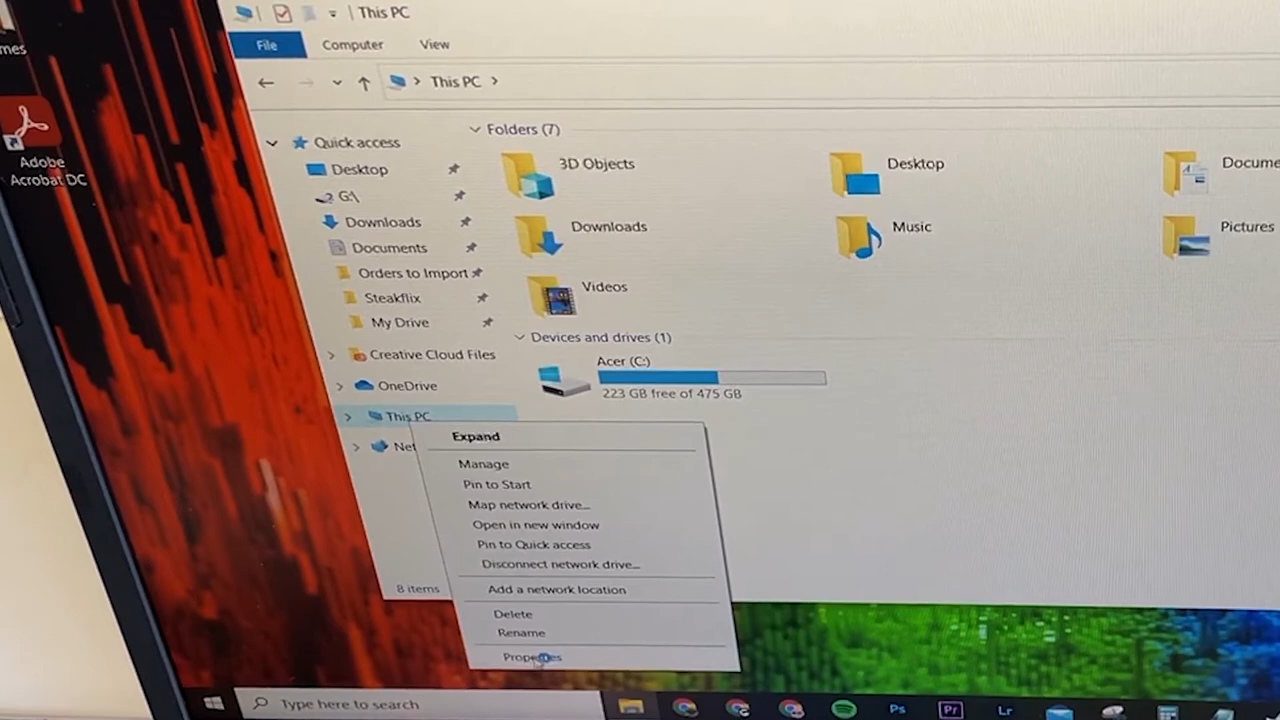 This PC
File Computer View
This PC
mes
Adobe
Acrobat DC
Quick access
Desktop
G:\
Downloads
Documents
Orders to Import
Steakflix
My Drive
Creative Cloud Files
OneDrive
This PC
Net
8 items
Folders (7)
3D Objects
Desktop
Docume
Downloads
Music
Pictures
Videos
Devices and drives (1)
Acer (C:)
223 GB free of 475 GB
Expand
Manage
Pin to Start
Map network drive...
Open in new window
Pin to Quick access
Disconnect network drive...
Add a network location
Delete
Rename
Properties
Type here to search
Ps
Pr
Lr